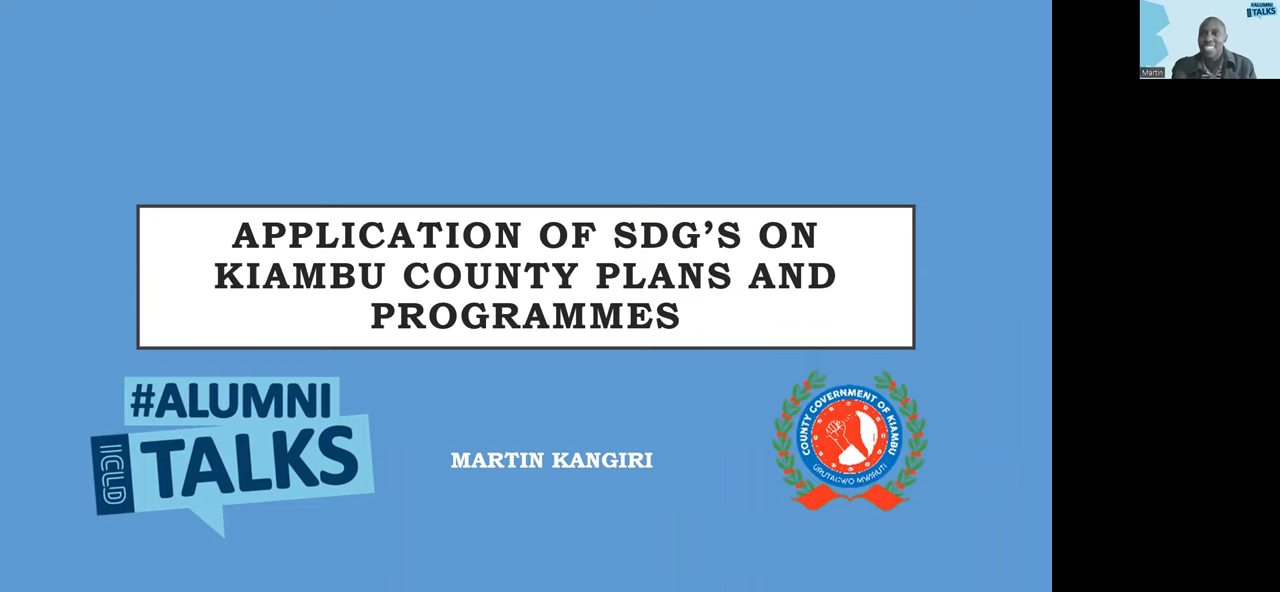 APPLICATION OF SDG’S ON
KIAMBU COUNTY PLANS AND
PROGRAMMES
#ALUMNI
IICLD
TALKS
MARTIN KANGIRI
COUNTY GOVERNMENT OF KIAMBU
Martin
#ALUMNI
TALKS